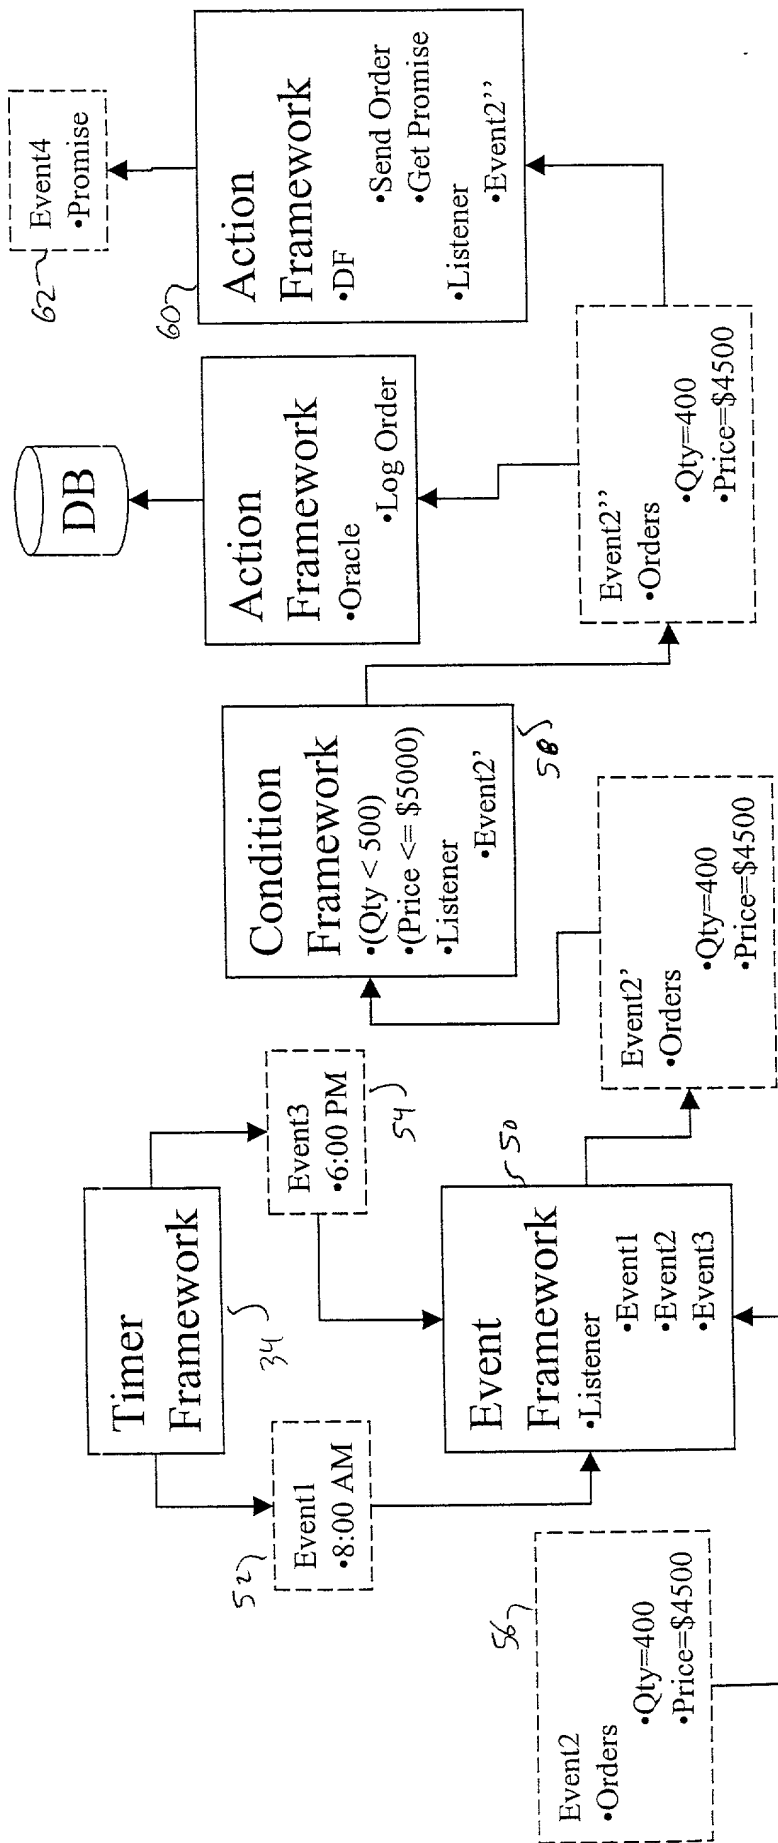 Timer
Framework
34
Event1
•8:00 AM
52
Event3
•6:00 PM
54
Event2
•Orders
•Qty=400
•Price=$4500
56
Event
Framework
•Listener
•Event1
•Event2
•Event3
50
Event2'
•Orders
•Qty=400
•Price=$4500
Condition
Framework
•(Qty < 500)
•(Price <= $5000)
•Listener
•Event2'
58
Event2''
•Orders
•Qty=400
•Price=$4500
DB
Action
Framework
•Oracle
•Log Order
Action
Framework
•DF
•Send Order
•Get Promise
•Listener
•Event2''
60
Event4
•Promise
62